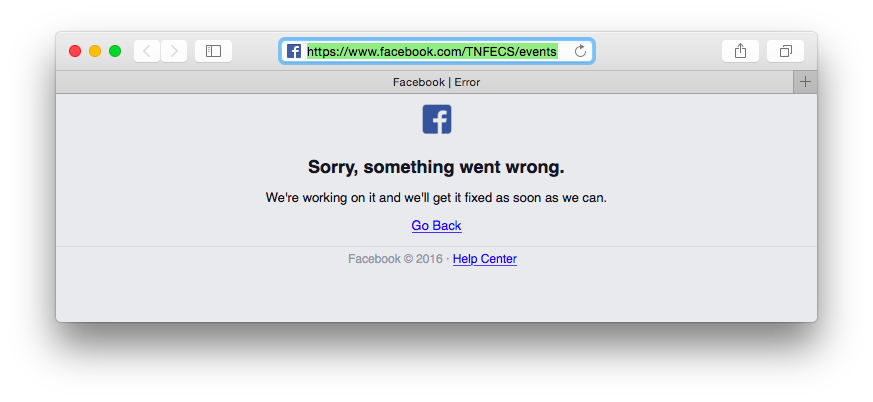 https://www.facebook.com/TNFECS/events
Facebook | Error
Sorry, something went wrong.
We're working on it and we'll get it fixed as soon as we can.
Go Back
Facebook © 2016 · Help Center